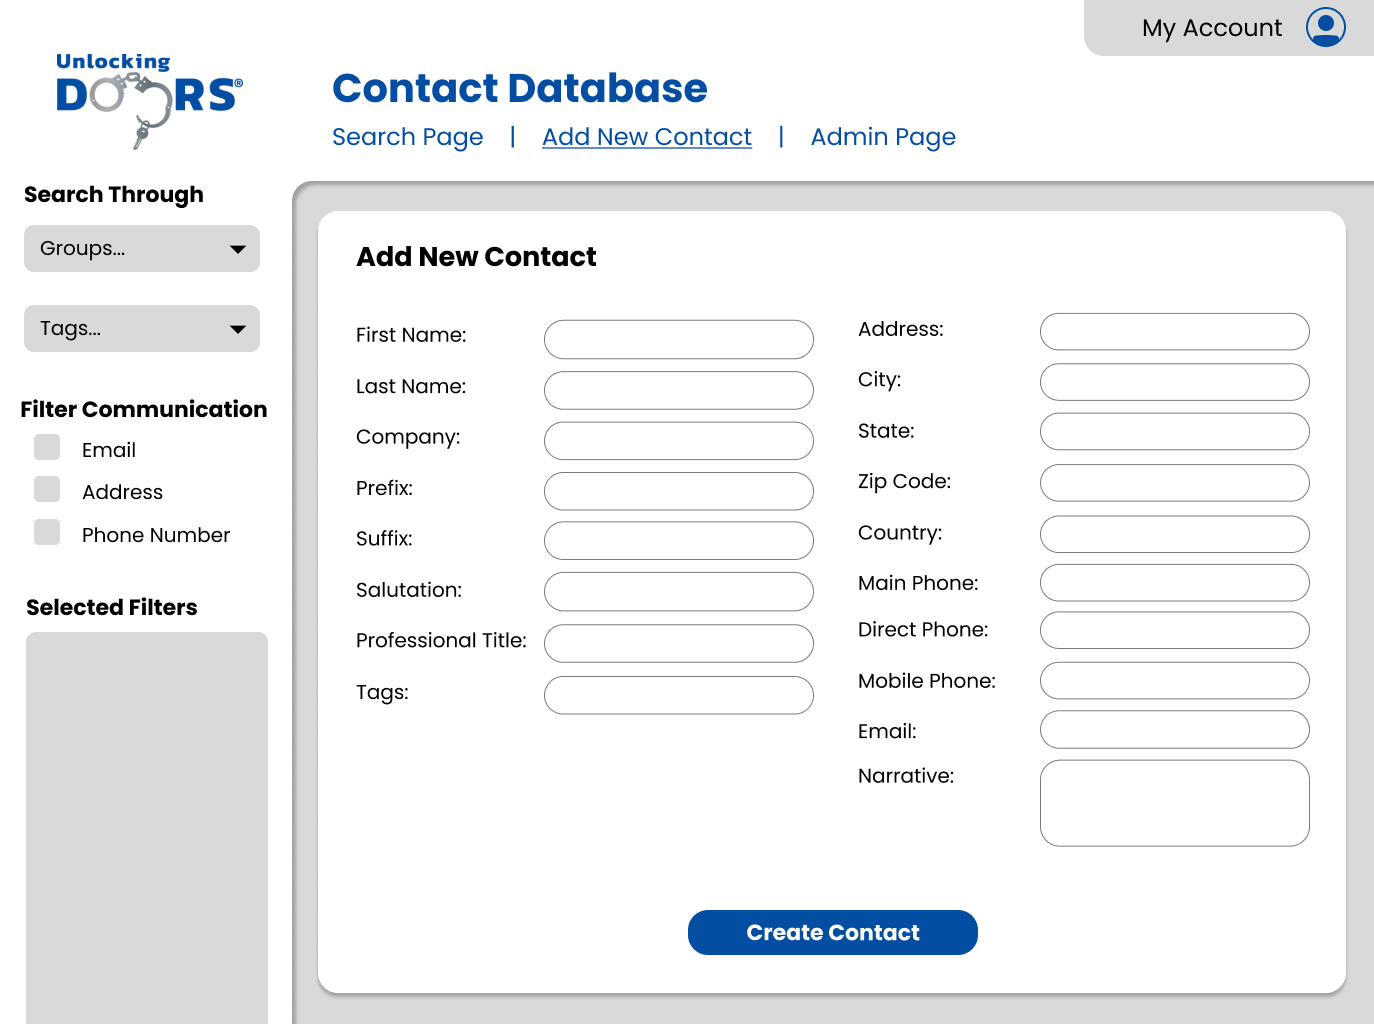 My Account
Unlocking
DOORS®
Contact Database
Search Page | Add New Contact | Admin Page
Search Through
Groups...
Tags...
Filter Communication
Email
Address
Phone Number
Selected Filters
Add New Contact
First Name:
Last Name:
Company:
Prefix:
Suffix:
Salutation:
Professional Title:
Tags:
Address:
City:
State:
Zip Code:
Country:
Main Phone:
Direct Phone:
Mobile Phone:
Email:
Narrative:
Create Contact